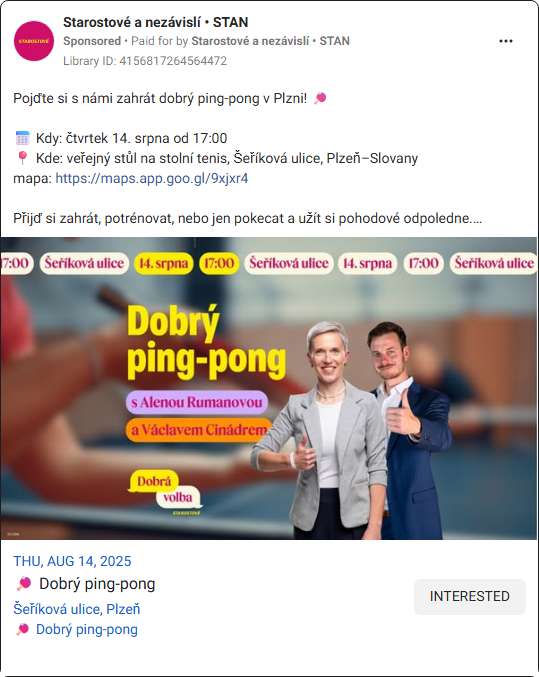 Starostové a nezávislí • STAN
Sponsored • Paid for by Starostové a nezávislí • STAN
Library ID: 4156817264564472
STAROSTOVÉ
Pojďte si s námi zahrát dobrý ping-pong v Plzni!
Kdy: čtvrtek 14. srpna od 17:00
Kde: veřejný stůl na stolní tenis, Šeříková ulice, Plzeň–Slovany
mapa: https://maps.app.goo.gl/9xjxr4
Přijď si zahrát, potrénovat, nebo jen pokecat a užít si pohodové odpoledne....
17:00 Šeříková ulice 14. srpna 17:00 Šeříková ulice 14. srpna 17:00 Šeříková ulice
Dobrý
ping-pong
s Alenou Rumanovou
a Václavem Cinádrem
Dobrá
volba
STAROSTOVÉ
THU, AUG 14, 2025
Dobrý ping-pong
Šeříková ulice, Plzeň
Dobrý ping-pong
INTERESTED